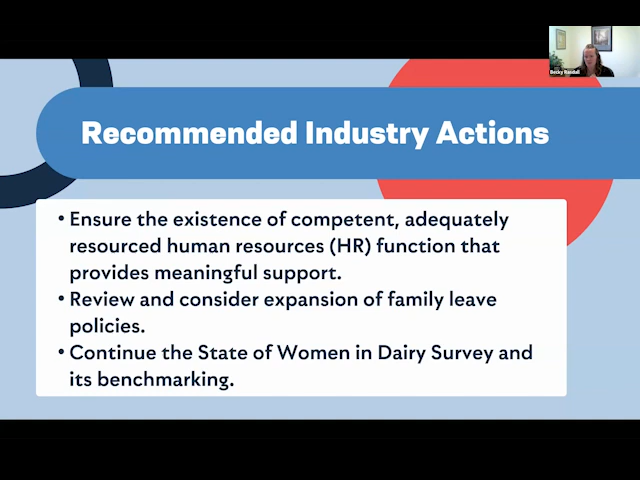 Becky Rasdall
Recommended Industry Actions
• Ensure the existence of competent, adequately
resourced human resources (HR) function that
provides meaningful support.
• Review and consider expansion of family leave
policies.
• Continue the State of Women in Dairy Survey and
its benchmarking.